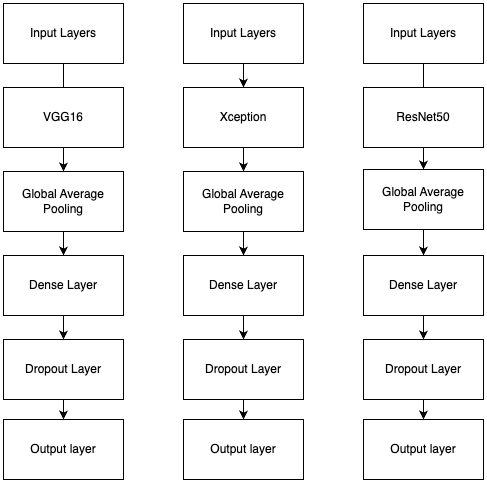 Input Layers
Input Layers
Input Layers
VGG16
Xception
ResNet50
Global Average
Pooling
Global Average
Pooling
Global Average
Pooling
Dense Layer
Dense Layer
Dense Layer
Dropout Layer
Dropout Layer
Dropout Layer
Output layer
Output layer
Output layer